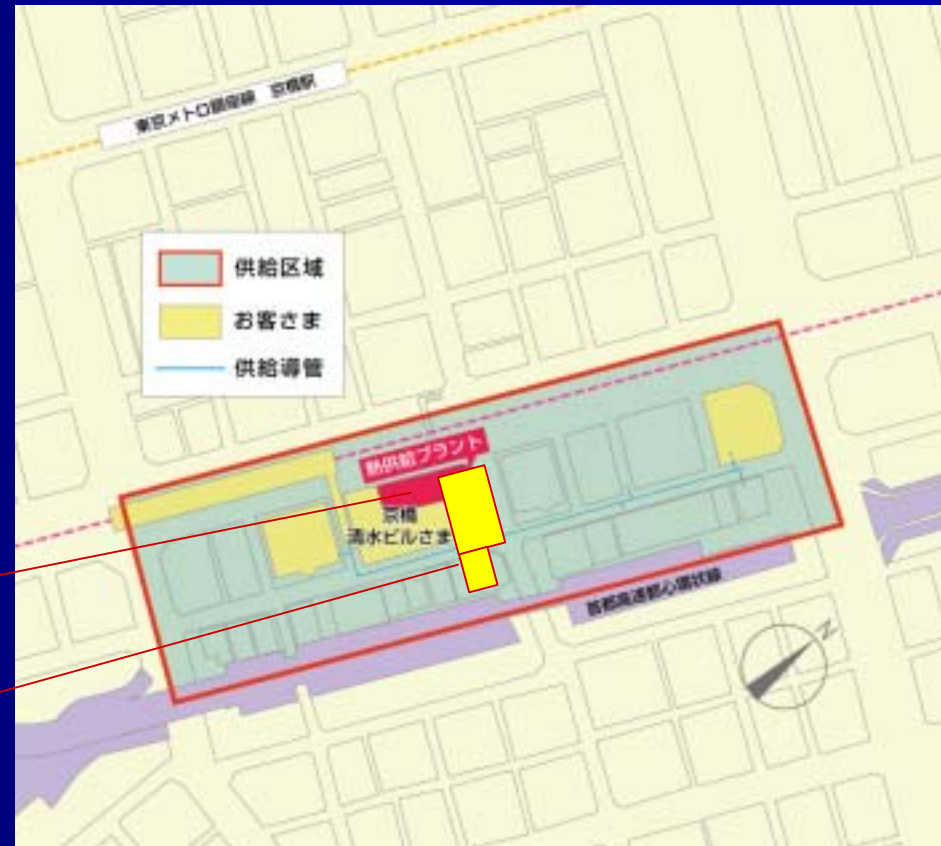 東京メトロ銀座線 京橋駅
供給区域
お客さま
供給導管
熱供給プラント
京橋
清水ビルさま
首都高速都心環状線
N